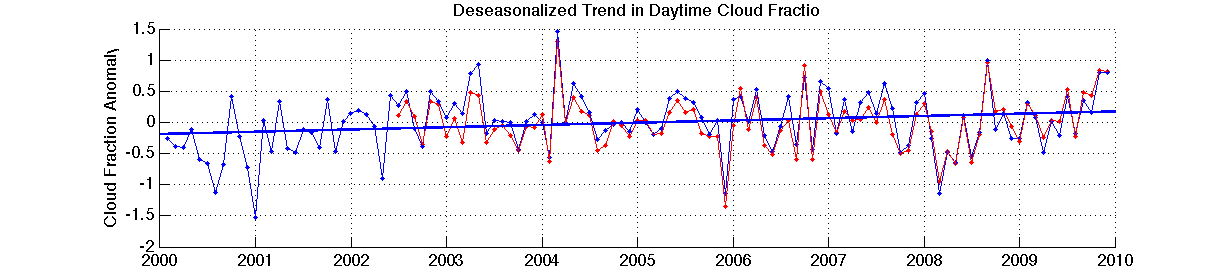 Deseasonalized Trend in Daytime Cloud Fractio
Cloud Fraction Anomaly
1.5
1
0.5
0
-0.5
-1
-1.5
-2
2000 2001 2002 2003 2004 2005 2006 2007 2008 2009 2010